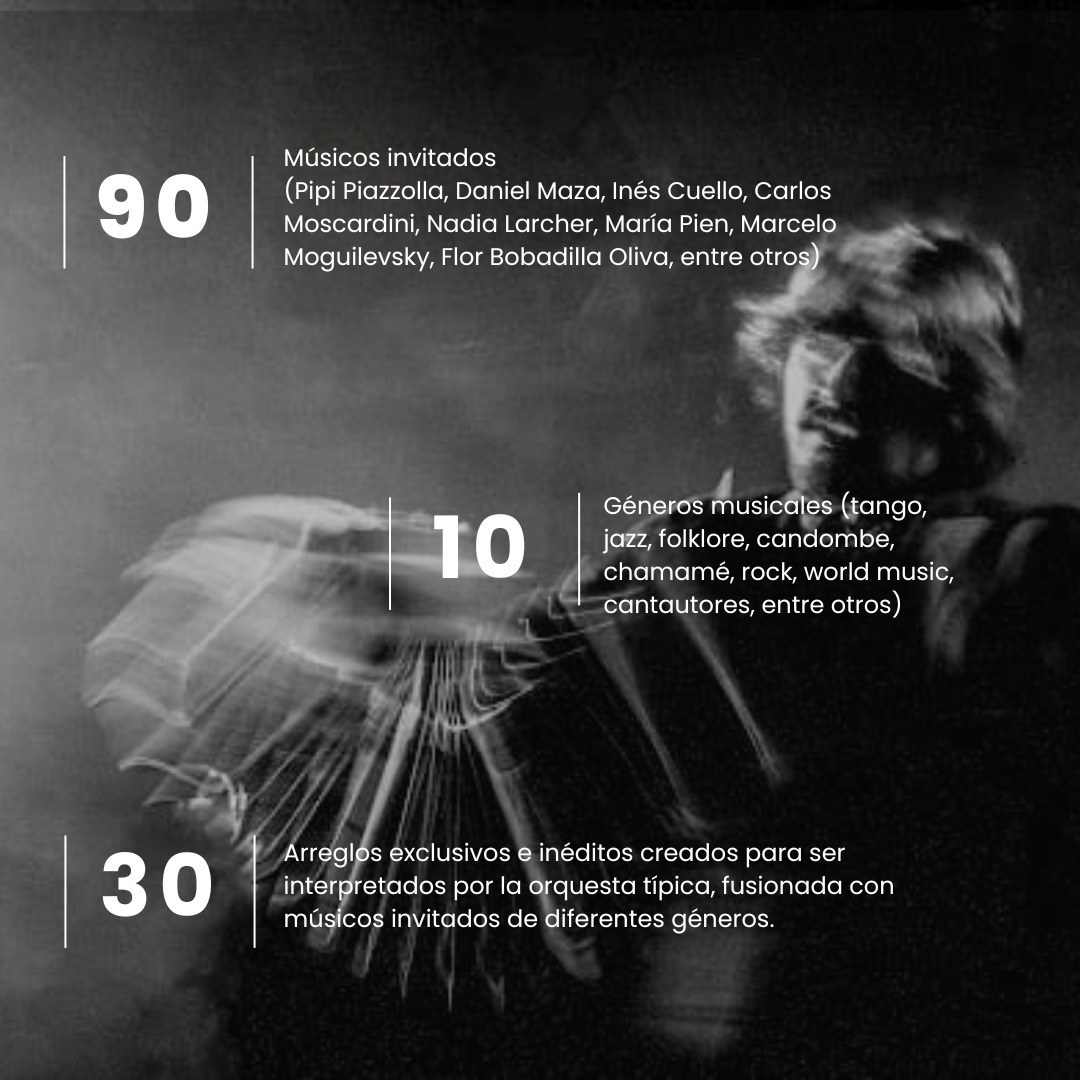 90
Músicos invitados
(Pipi Piazzolla, Daniel Maza, Inés Cuello, Carlos
Moscardini, Nadia Larcher, María Pien, Marcelo
Moguilevsky, Flor Bobadilla Oliva, entre otros)
10
Géneros musicales (tango,
jazz, folklore, candombe,
chamamé, rock, world music,
cantautores, entre otros)
30
Arreglos exclusivos e inéditos creados para ser
interpretados por la orquesta típica, fusionada con
músicos invitados de diferentes géneros.